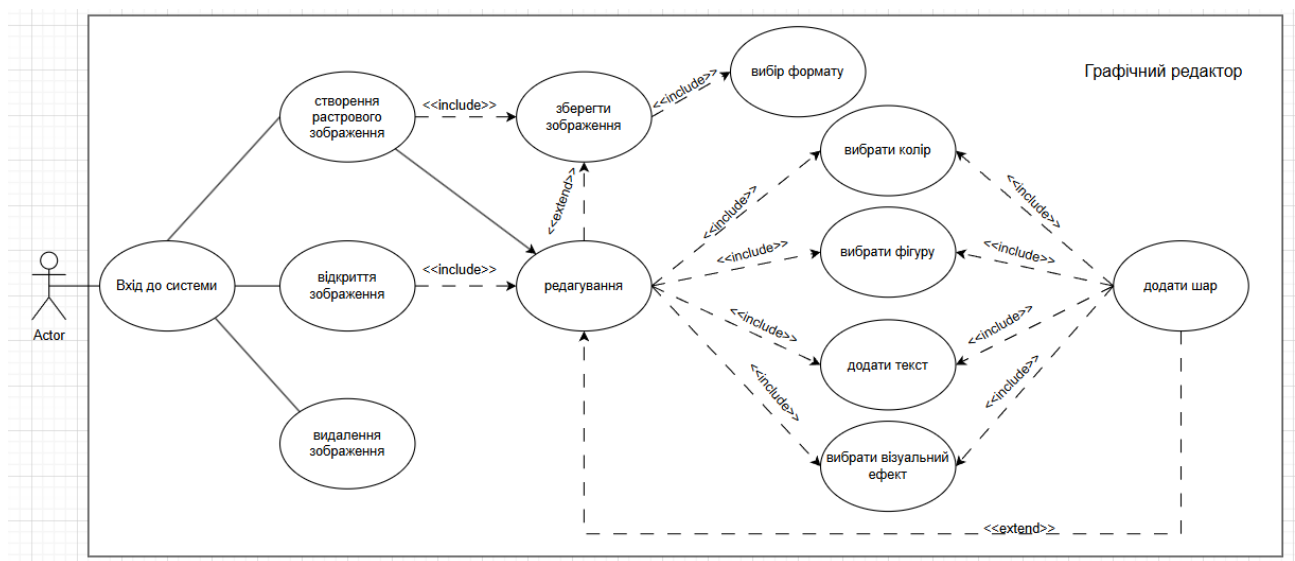 Графічний редактор
вибір формату
створення
растрового
зображення
<<include>>
зберегти
зображення
<<include>>
вибрати колір
<<extend>>
<<include>>
<<include>>
Actor
Вхід до системи
відкриття
зображення
<<include>>
редагування
<<include>>
вибрати фігуру
<<include>>
додати шар
<<include>>
додати текст
<<include>>
<<include>>
вибрати візуальний
ефект
<<include>>
видалення
зображення
<<extend>>